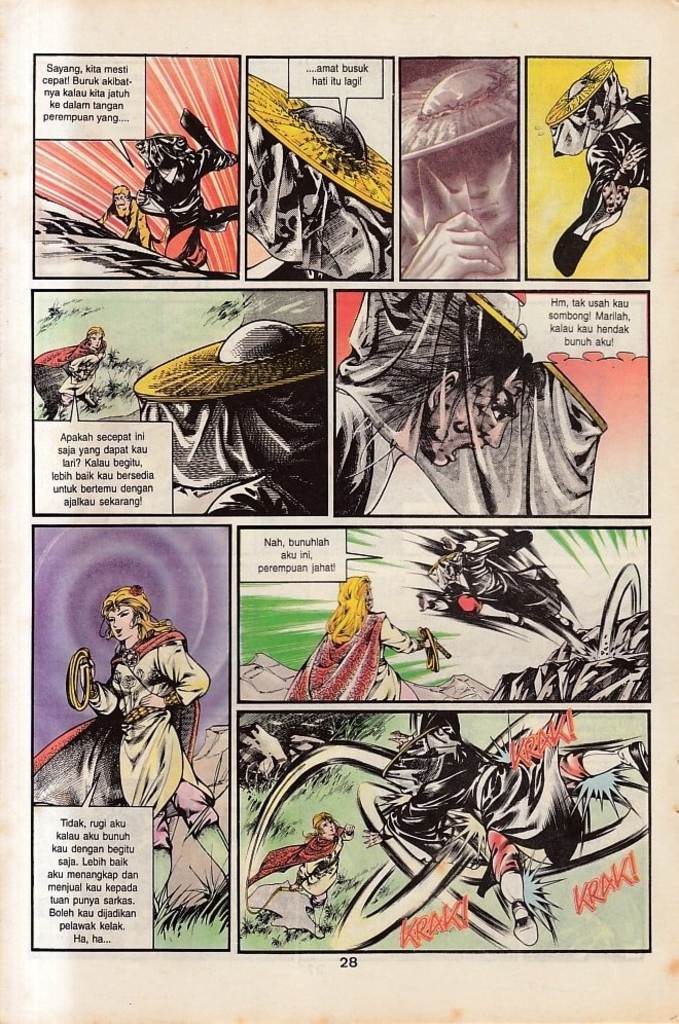 Sayang, kita mesti
cepat! Buruk akibat-
nya kalau kita jatuh
ke dalam tangan
perempuan yang....
....amat busuk
hati itu lagi!
Apakah secepat ini
saja yang dapat kau
lari? Kalau begitu,
lebih baik kau bersedia
untuk bertemu dengan
ajalkau sekarang!
Hm, tak usah kau
sombong! Marilah,
kalau kau hendak
bunuh aku!
Tidak, rugi aku
kalau aku bunuh
kau dengan begitu
saja. Lebih baik
aku menangkap dan
menjual kau kepada
tuan punya sarkas.
Boleh kau dijadikan
pelawak kelak.
Ha, ha...
Nah, bunuhlah
aku ini,
perempuan jahat!
KRAK!
KRAK!
KRAK!
28